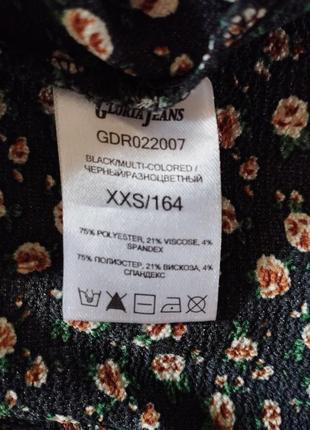 GLORIA JEANS
GDR022007
BLACK/MULTI-COLORED /
ЧЕРНЫЙ/РАЗНОЦВЕТНЫЙ
XXS/164
75% POLYESTER, 21% VISCOSE, 4%
SPANDEX
75% ПОЛИЭСТЕР, 21% ВИСКОЗА, 4%
СПАНДЕКС